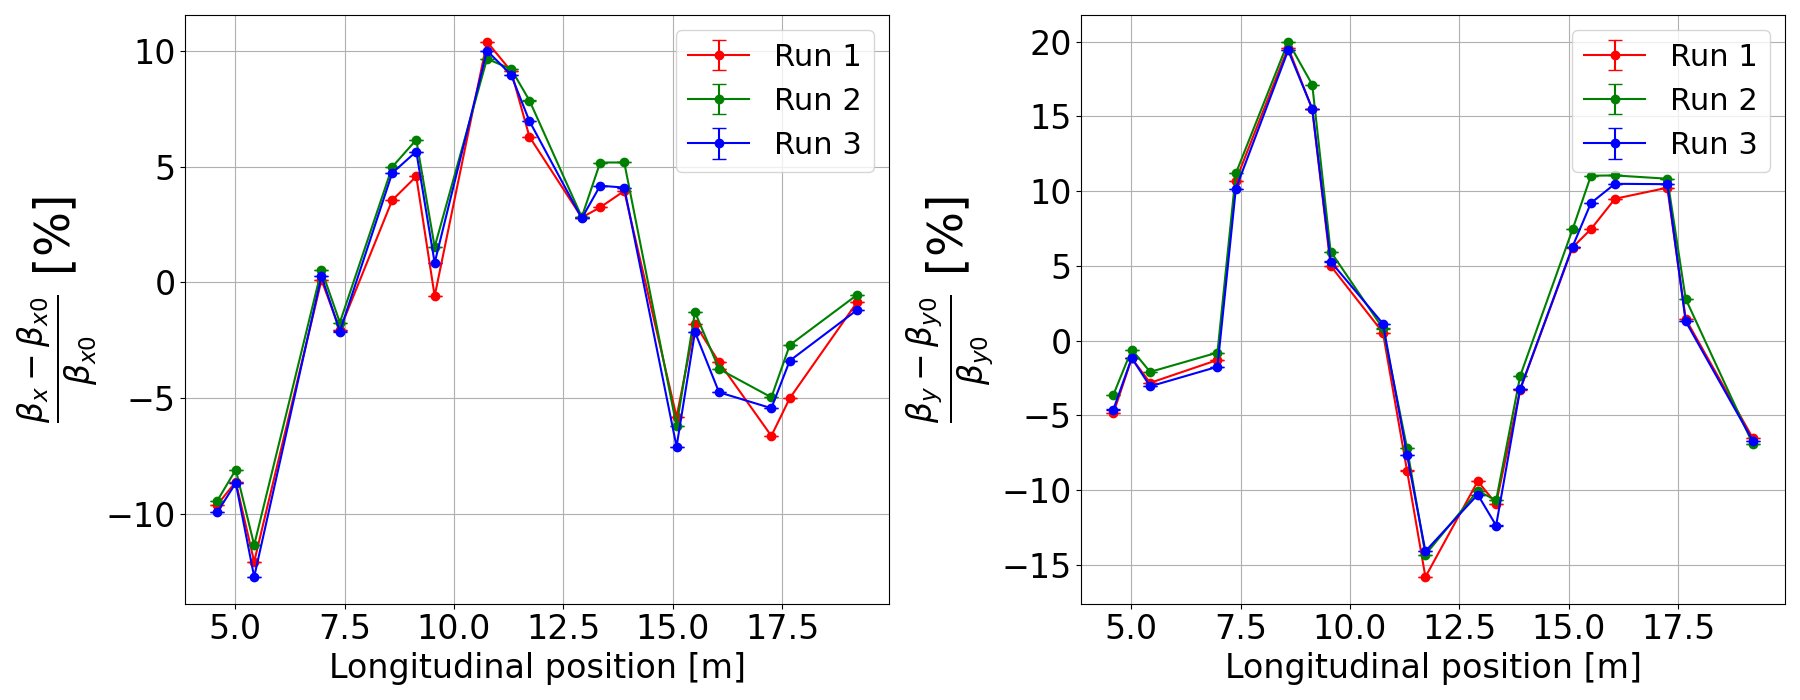 10
5
0
−5
−10
5.0 7.5 10.0 12.5 15.0 17.5
Longitudinal position [m]
βx − βx0
βx0
[%]
Run 1
Run 2
Run 3
20
15
10
5
0
−5
−10
−15
5.0 7.5 10.0 12.5 15.0 17.5
Longitudinal position [m]
βy − βy0
βy0
[%]
Run 1
Run 2
Run 3